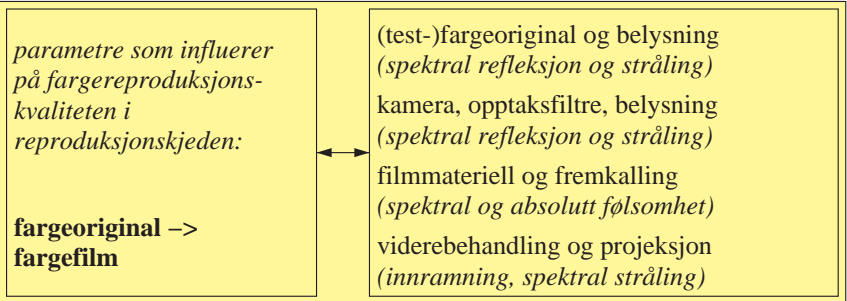 parametre som influerer
på fargereproduksjons-
kvaliteten i
reproduksjonskjeden:
fargeoriginal −>
fargefilm
(test-)fargeoriginal og belysning
(spektral refleksjon og stråling)
kamera, opptaksfiltre, belysning
(spektral refleksjon og stråling)
filmmateriell og fremkalling
(spektral og absolutt følsomhet)
viderebehandling og projeksjon
(innramning, spektral stråling)